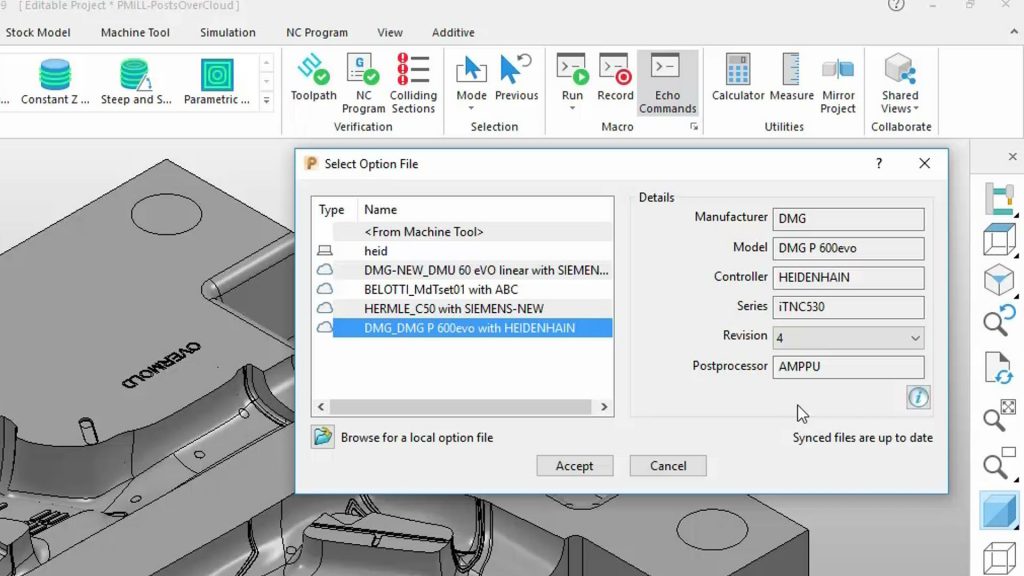 9 [ Editable Project * PMILL-PostsOverCloud ]
Stock Model Machine Tool Simulation NC Program View Additive
... Constant Z ... Steep and S... Parametric ...
Toolpath NC Program Colliding Sections
Mode Previous
Run Record Echo Commands
Calculator Measure Mirror Project
Shared Views
Verification Selection Macro Utilities Collaborate
P Select Option File ?
Type Name
<From Machine Tool>
heid
DMG-NEW_DMU 60 eVO linear with SIEMEN...
BELOTTI_MdTset01 with ABC
HERMLE_C50 with SIEMENS-NEW
DMG_DMG P 600evo with HEIDENHAIN
Browse for a local option file
Details
Manufacturer DMG
Model DMG P 600evo
Controller HEIDENHAIN
Series iTNC530
Revision 4
Postprocessor AMPPU
Synced files are up to date
Accept Cancel
OVERMOLD